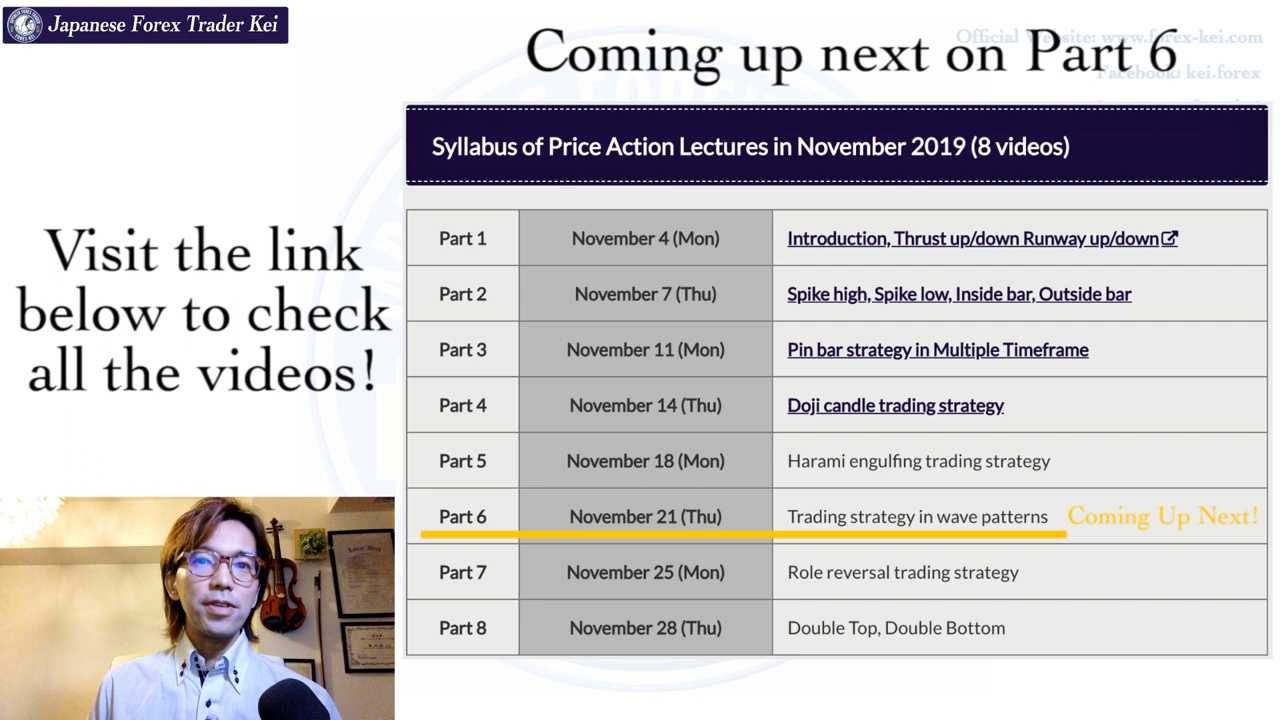 Japanese Forex Trader Kei
Official Website: www.forex-kei.com
Coming up next on Part 6
Facebook: kei.forex
Syllabus of Price Action Lectures in November 2019 (8 videos)
Visit the link
below to check
all the videos!
Part 1 November 4 (Mon) Introduction, Thrust up/down Runway up/down
Part 2 November 7 (Thu) Spike high, Spike low, Inside bar, Outside bar
Part 3 November 11 (Mon) Pin bar strategy in Multiple Timeframe
Part 4 November 14 (Thu) Doji candle trading strategy
Part 5 November 18 (Mon) Harami engulfing trading strategy
Part 6 November 21 (Thu) Trading strategy in wave patterns Coming Up Next!
Part 7 November 25 (Mon) Role reversal trading strategy
Part 8 November 28 (Thu) Double Top, Double Bottom